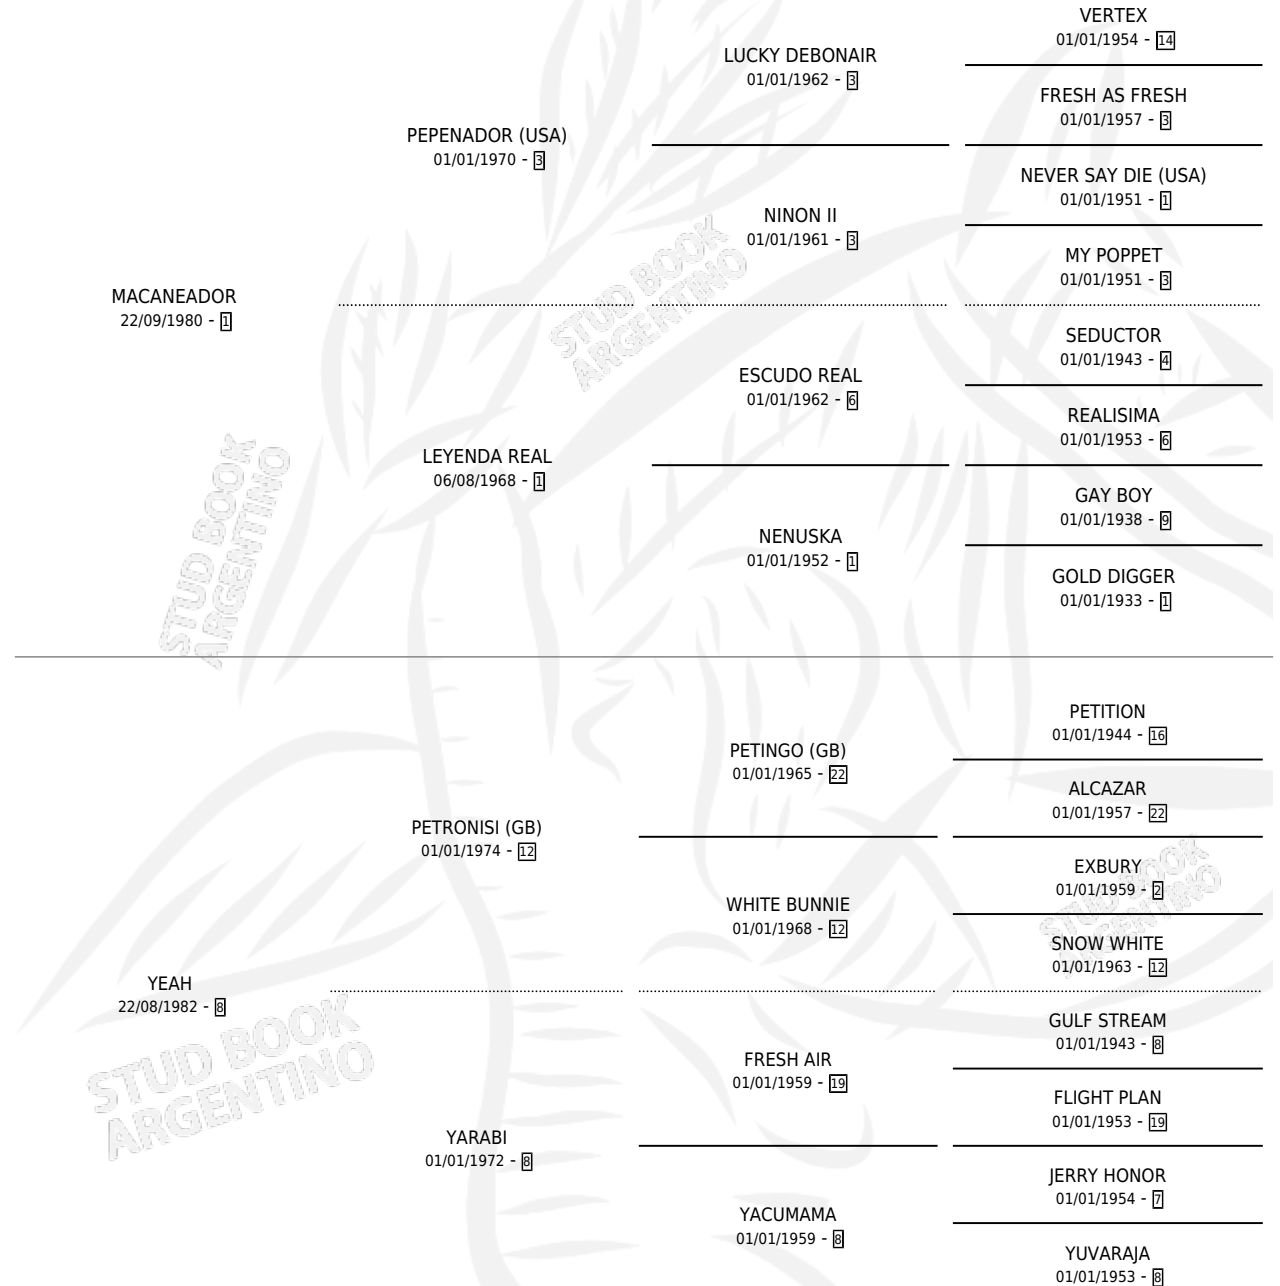 VERTEX
01/01/1954 - 14
LUCKY DEBONAIR
01/01/1962 - 3
FRESH AS FRESH
01/01/1957 - 3
PEPENADOR (USA)
01/01/1970 - 3
NEVER SAY DIE (USA)
01/01/1951 - 1
NINON II
01/01/1961 - 3
MY POPPET
01/01/1951 - 3
MACANEADOR
22/09/1980 - 1
STUD BOOK
ARGENTINO
SEDUCTOR
01/01/1943 - 4
ESCUDO REAL
01/01/1962 - 6
REALISIMA
01/01/1953 - 6
LEYENDA REAL
06/08/1968 - 1
GAY BOY
01/01/1938 - 9
NENUSKA
01/01/1952 - 1
GOLD DIGGER
01/01/1933 - 1
STUD BOOK
ARGENTINO
PETITION
01/01/1944 - 16
PETINGO (GB)
01/01/1965 - 22
ALCAZAR
01/01/1957 - 22
PETRONISI (GB)
01/01/1974 - 12
EXBURY
01/01/1959 - 2
WHITE BUNNIE
01/01/1968 - 12
SNOW WHITE
01/01/1963 - 12
STUD BOOK
ARGENTINO
YEAH
22/08/1982 - 8
GULF STREAM
01/01/1943 - 8
FRESH AIR
01/01/1959 - 19
FLIGHT PLAN
01/01/1953 - 19
STUD BOOK
ARGENTINO
YARABI
01/01/1972 - 8
JERRY HONOR
01/01/1954 - 7
YACUMAMA
01/01/1959 - 8
YUVARAJA
01/01/1953 - 8